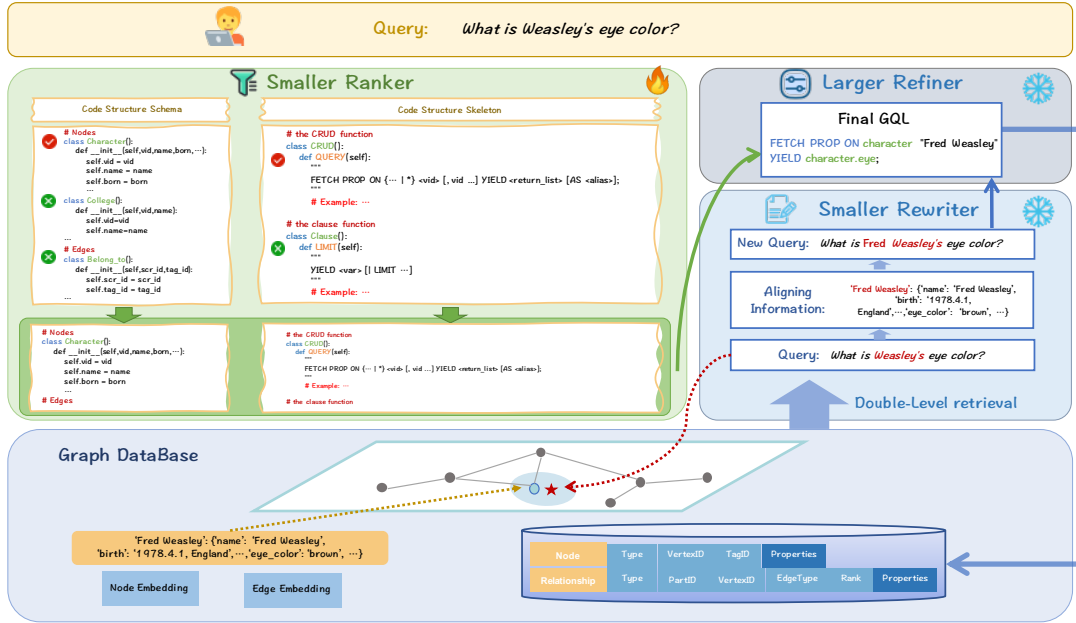 Query: What is Weasley's eye color?
Smaller Ranker
Code Structure Schema
# Nodes
class Character():
def __init__(self,vid,name,born,⋯):
self.vid = vid
self.name = name
self.born = born
⋯
class College():
def __init__(self,vid,name):
self.vid=vid
self.name=name
⋯
# Edges
class Belong_to():
def __init__(self,scr_id,tag_id):
self.scr_id = scr_id
self.tag_id = tag_id
⋯
Code Structure Skeleton
# the CRUD function
class CRUD():
def QUERY(self):
"""
FETCH PROP ON {⋯ | *} <vid> [, vid ...] YIELD <return_list> [AS <alias>];
"""
# Example: ⋯
# the clause function
class Clause():
def LIMIT(self):
"""
YIELD <var> [| LIMIT ⋯]
"""
# Example: ⋯
# Nodes
class Character():
def __init__(self,vid,name,born,⋯):
self.vid = vid
self.name = name
self.born = born
⋯
# Edges
# the CRUD function
class CRUD():
def QUERY(self):
"""
FETCH PROP ON {⋯ | *} <vid> [, vid ...] YIELD <return_list> [AS <alias>];
"""
# Example: ⋯
# the clause function
Larger Refiner
Final GQL
FETCH PROP ON character "Fred Weasley"
YIELD character.eye;
Smaller Rewriter
New Query: What is Fred Weasley's eye color?
Aligning
Information:
'Fred Weasley': {'name': 'Fred Weasley',
'birth': '1978.4.1,
England',⋯,'eye_color': 'brown', ⋯}
Query: What is Weasley's eye color?
Double-Level retrieval
Graph DataBase
'Fred Weasley': {'name': 'Fred Weasley',
'birth': '1978.4.1, England',⋯,'eye_color': 'brown', ⋯}
Node Embedding
Edge Embedding
Node Type VertexID TagID Properties
Relationship Type PartID VertexID EdgeType Rank Properties